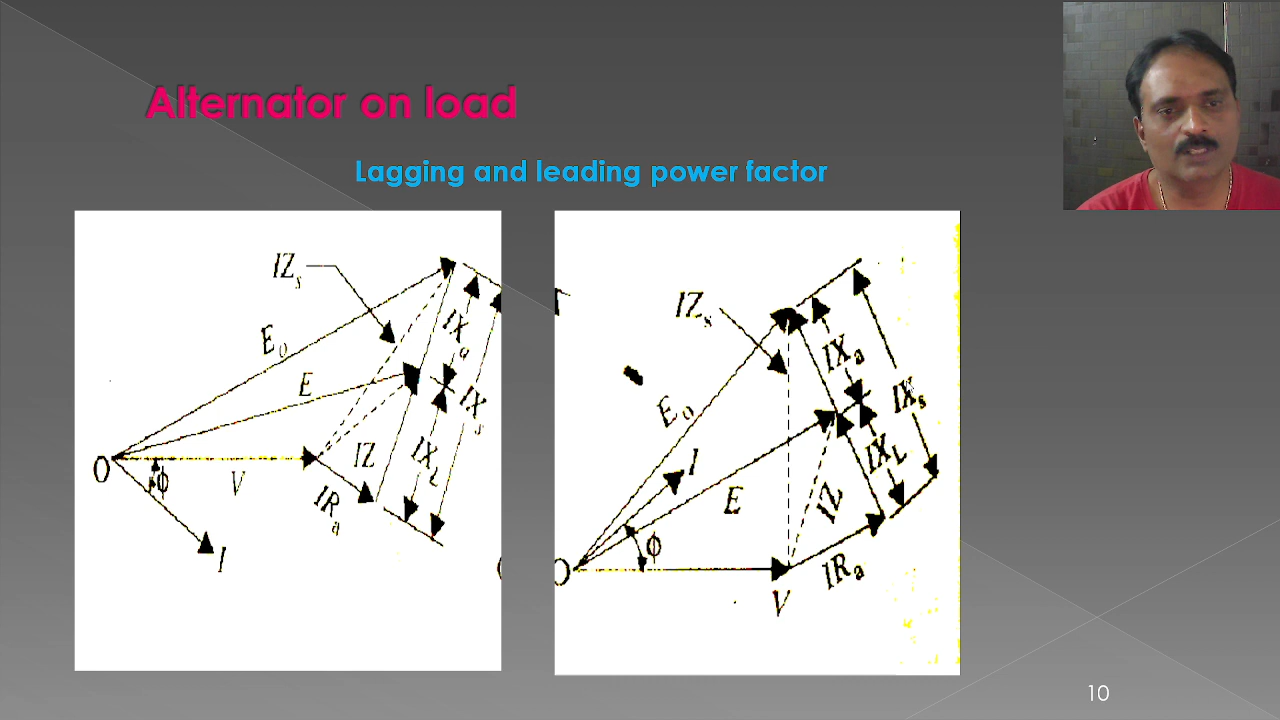 Alternator on load
Lagging and leading power factor
IZs
E0
E
IXa
IXs
IZ
IXL
O
ϕ
V
IRa
I
IZs
IXa
IXs
E0
I
IXL
E
IZ
ϕ
O
IRa
V
10